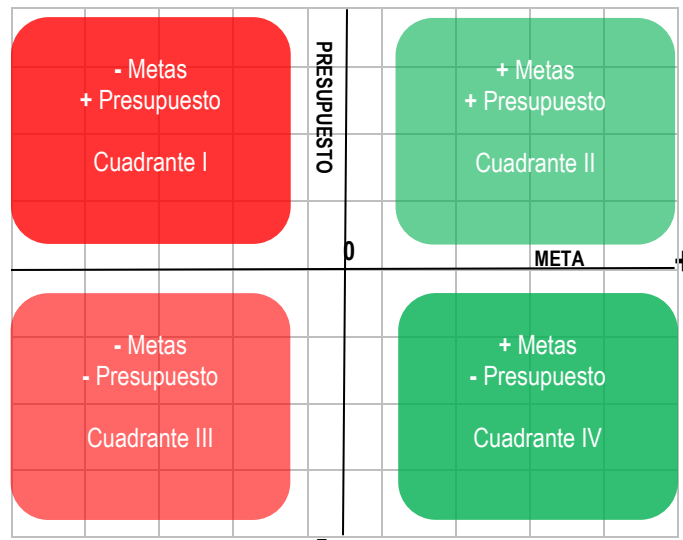 - Metas
+ Presupuesto
Cuadrante I
PRESUPUESTO
+ Metas
+ Presupuesto
Cuadrante II
0
META
+
- Metas
- Presupuesto
Cuadrante III
+ Metas
- Presupuesto
Cuadrante IV
-